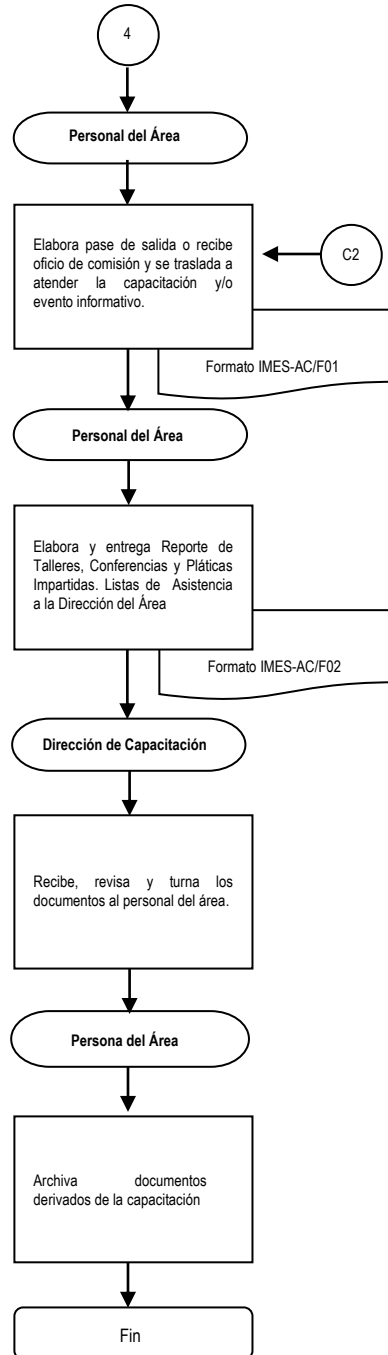 4
Personal del Área
Elabora pase de salida o recibe
oficio de comisión y se traslada a
atender la capacitación y/o
evento informativo.
C2
Formato IMES-AC/F01
Personal del Área
Elabora y entrega Reporte de
Talleres, Conferencias y Pláticas
Impartidas. Listas de Asistencia
a la Dirección del Área
Formato IMES-AC/F02
Dirección de Capacitación
Recibe, revisa y turna los
documentos al personal del área.
Persona del Área
Archiva documentos
derivados de la capacitación
Fin